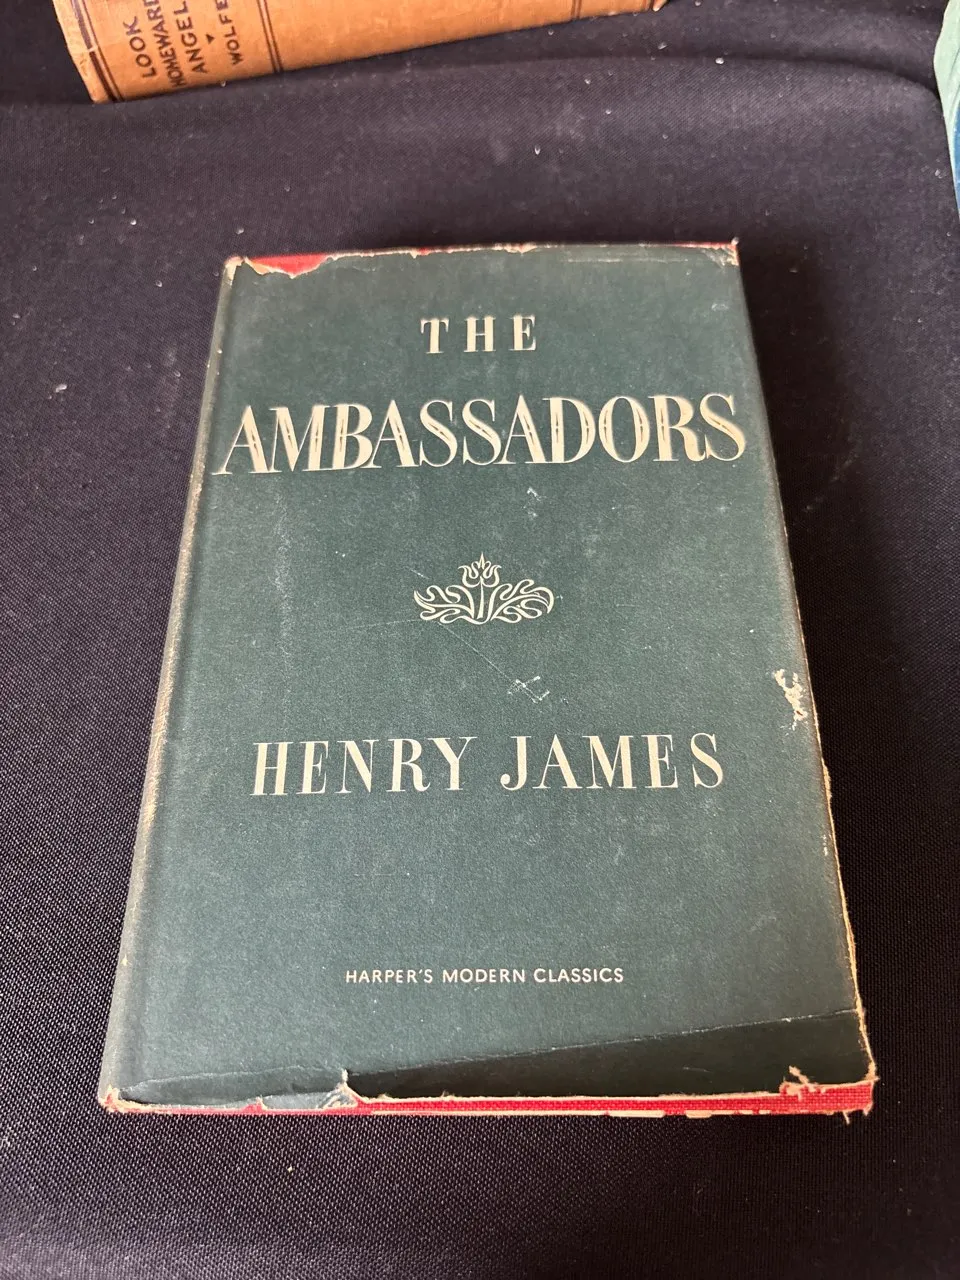 LOOK
HOMEWARD
ANGEL
WOLFE
THE
AMBASSADORS
HENRY JAMES
HARPER'S MODERN CLASSICS